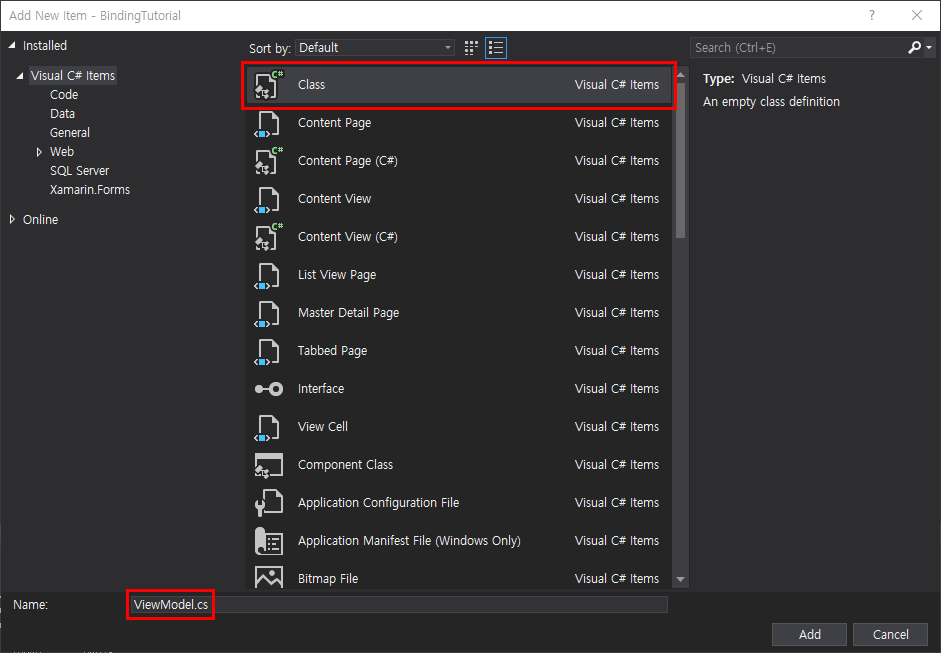 Add New Item - BindingTutorial
?
Installed
Visual C# Items
Code
Data
General
Web
SQL Server
Xamarin.Forms
Online
Sort by: Default
C# Class Visual C# Items
Content Page Visual C# Items
C# Content Page (C#) Visual C# Items
Content View Visual C# Items
C# Content View (C#) Visual C# Items
List View Page Visual C# Items
Master Detail Page Visual C# Items
Tabbed Page Visual C# Items
Interface Visual C# Items
View Cell Visual C# Items
Component Class Visual C# Items
Application Configuration File Visual C# Items
Application Manifest File (Windows Only) Visual C# Items
Bitmap File Visual C# Items
Search (Ctrl+E)
Type: Visual C# Items
An empty class definition
Name: ViewModel.cs
Add Cancel